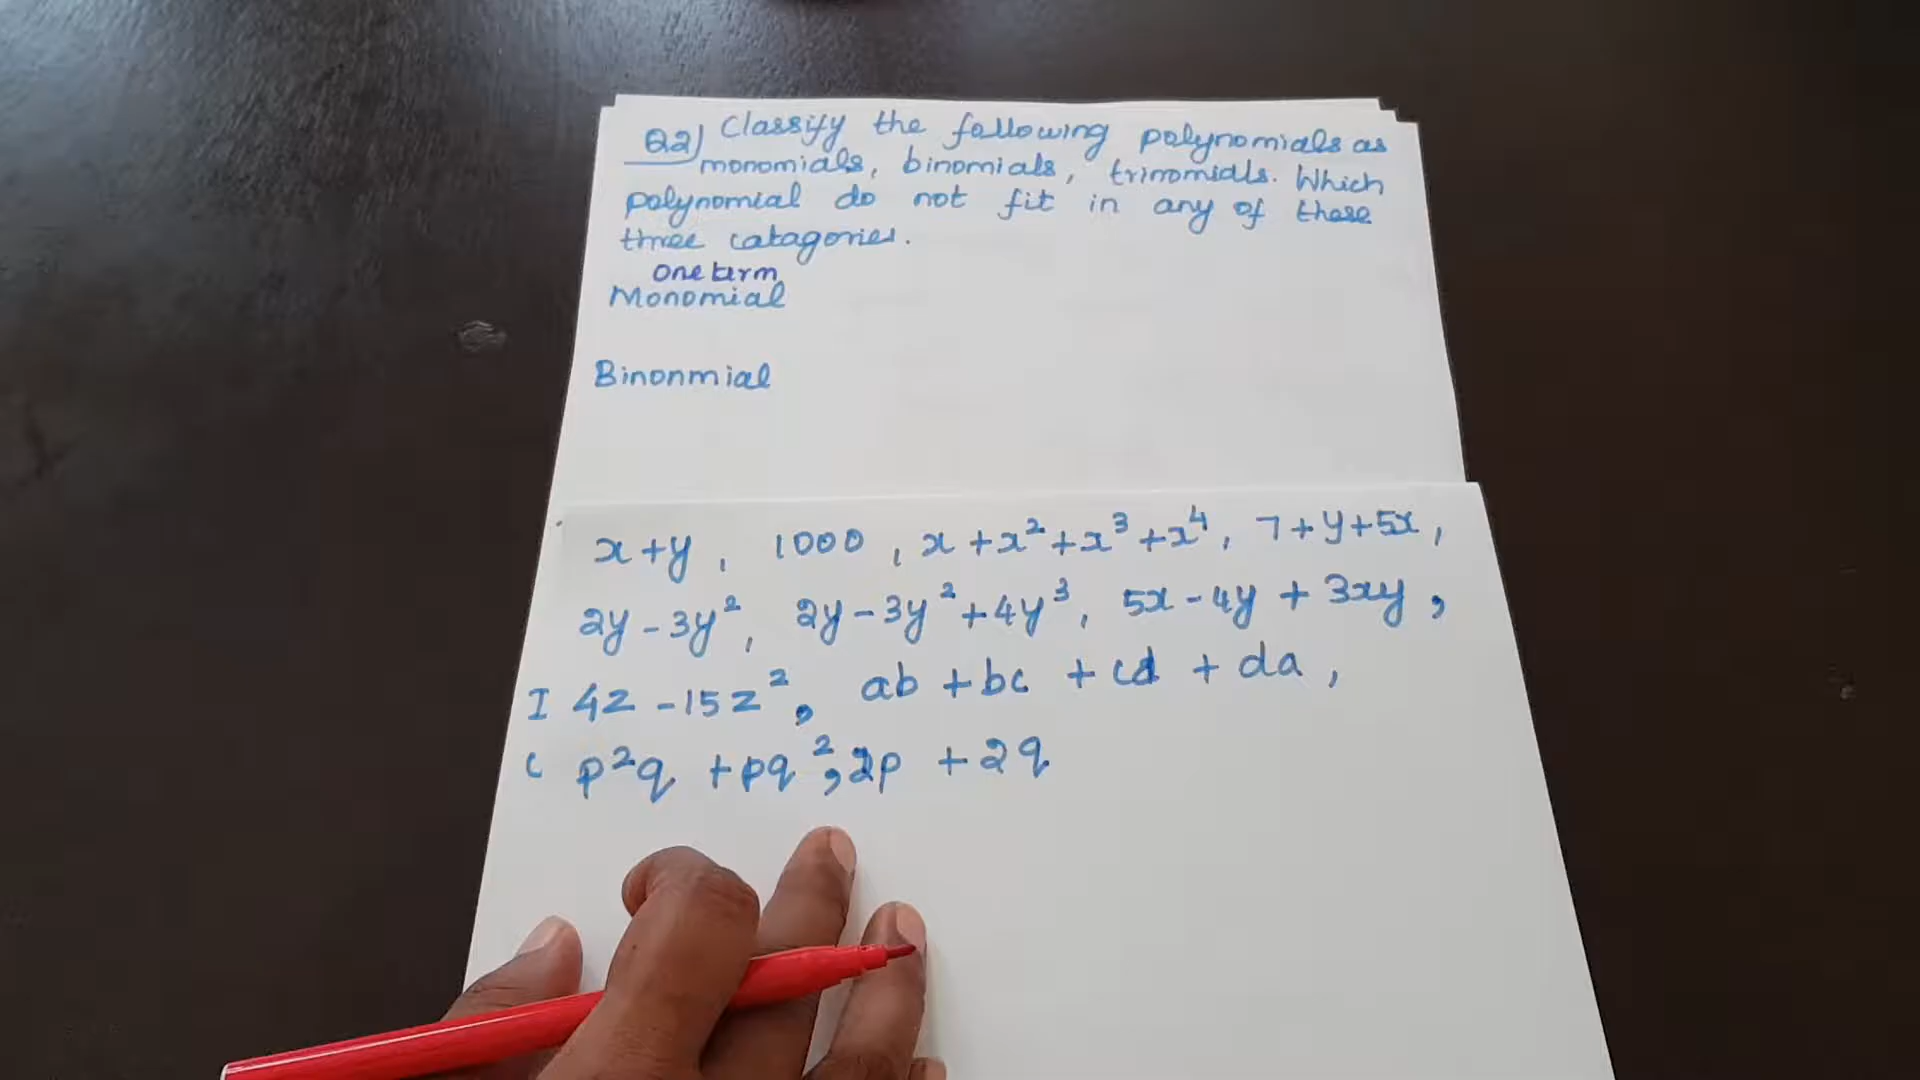 Q2) Classify the following polynomials as
monomials, binomials, trinomials. Which
polynomial do not fit in any of these
three catagories.
One term
Monomial
Binonmial
x+y, 1000, x+x²+x³+x⁴, 7+y+5x,
2y-3y², 2y-3y²+4y³, 5x-4y+3xy,
I 4z-15z², ab+bc+cd+da,
( p²q+pq², 2p+2q